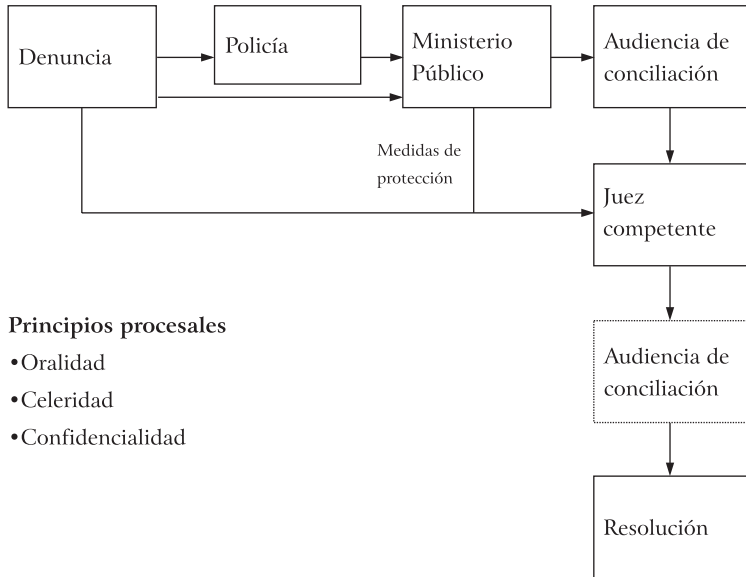 Denuncia
Policía
Ministerio
Público
Audiencia de
conciliación
Medidas de
protección
Juez
competente
Principios procesales
•Oralidad
•Celeridad
•Confidencialidad
Audiencia de
conciliación
Resolución